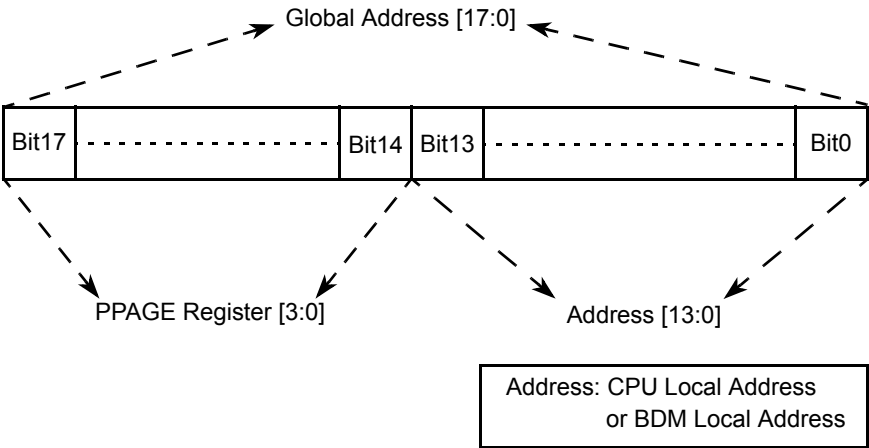 Global Address [17:0]
Bit17
Bit14
Bit13
Bit0
PPAGE Register [3:0]
Address [13:0]
Address: CPU Local Address
or BDM Local Address